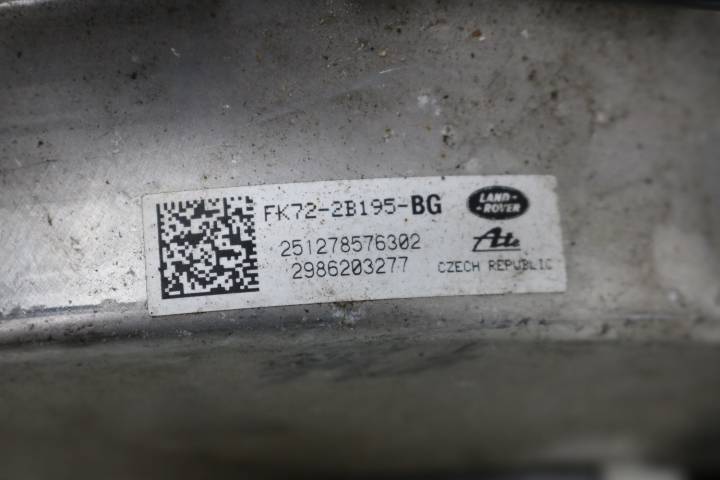 FK72-2B195-BG
LAND-
-ROVER
251278576302
Ate
2986203277
CZECH REPUBLIC